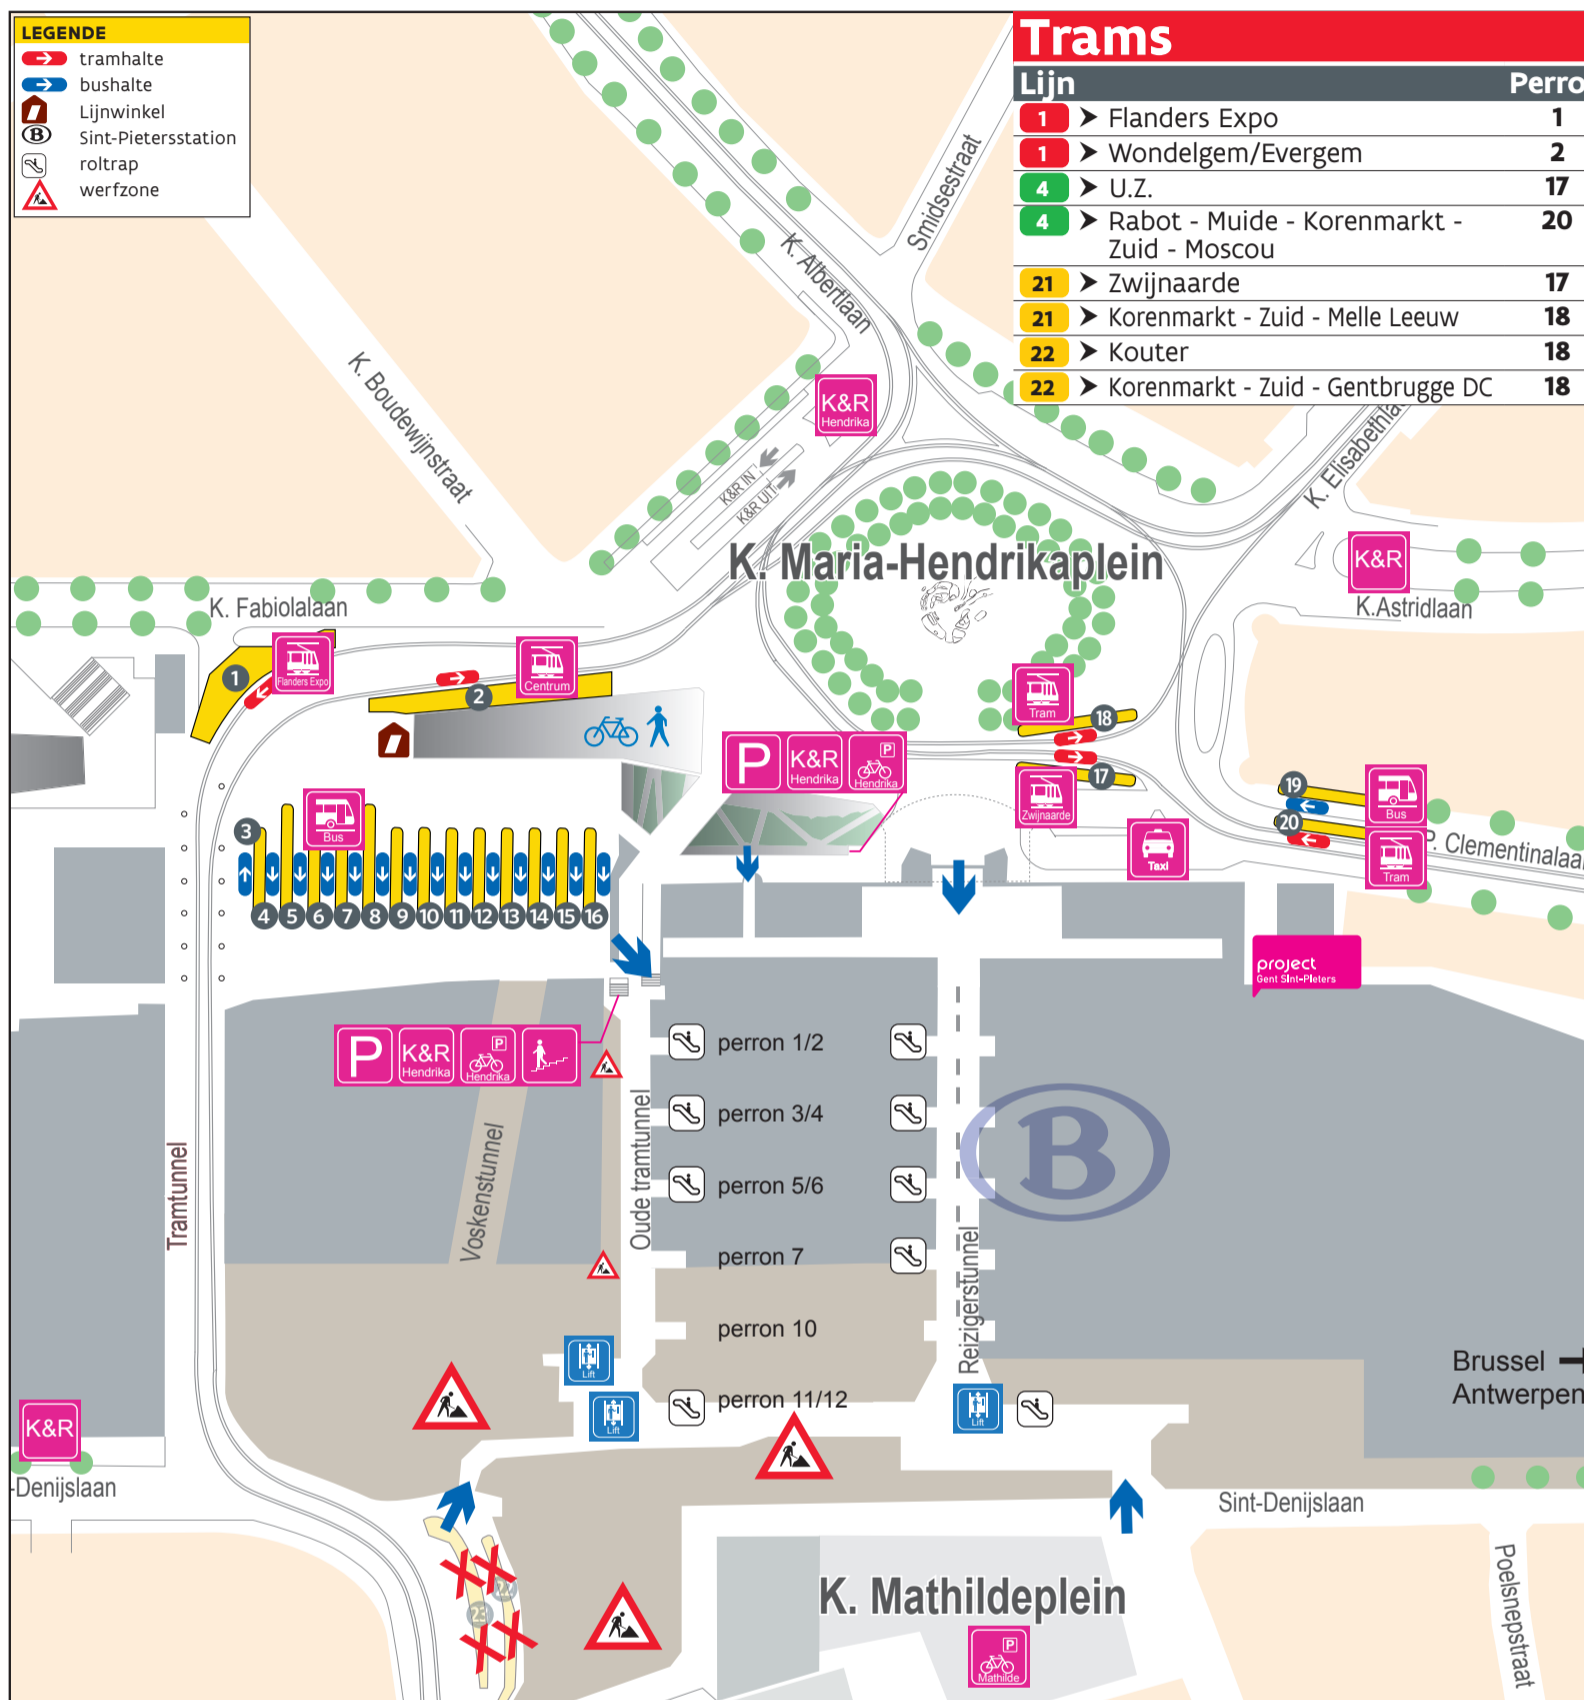 LEGENDE
tramhalte
bushalte
Lijnwinkel
B Sint-Pietersstation
roltrap
werfzone
Trams
Lijn Perro
1 Flanders Expo 1
1 Wondelgem/Evergem 2
4 U.Z. 17
4 Rabot - Muide - Korenmarkt - 20
Zuid - Moscou
21 Zwijnaarde 17
21 Korenmarkt - Zuid - Melle Leeuw 18
22 Kouter 18
22 Korenmarkt - Zuid - Gentbrugge DC 18
Smidsestraat
K. Albertlaan
K. Boudewijnstraat
K&R
Hendrika
K&R IN
K&R UIT
K. Elisabethla
K. Maria-Hendrikaplein
K&R
K.Astridlaan
K. Fabiolalaan
1
Flanders Expo
2
Centrum
Tram
18
17
Zwijnaarde
P
K&R
Hendrika
P
Hendrika
19
Bus
20
Tram
P. Clementinalaan
Taxi
3
Bus
4 5 6 7 8 9 10 11 12 13 14 15 16
project
Gent Sint-Pieters
P
K&R
Hendrika
P
Hendrika
perron 1/2
perron 3/4
perron 5/6
perron 7
perron 10
perron 11/12
Tramtunnel
Voskenstunnel
Oude tramtunnel
Reizigerstunnel
B
Brussel
Antwerpen
Lift
Lift
Lift
K&R
-Denijslaan
Sint-Denijslaan
22
23
K. Mathildeplein
P
Mathilde
Poelsnepstraat